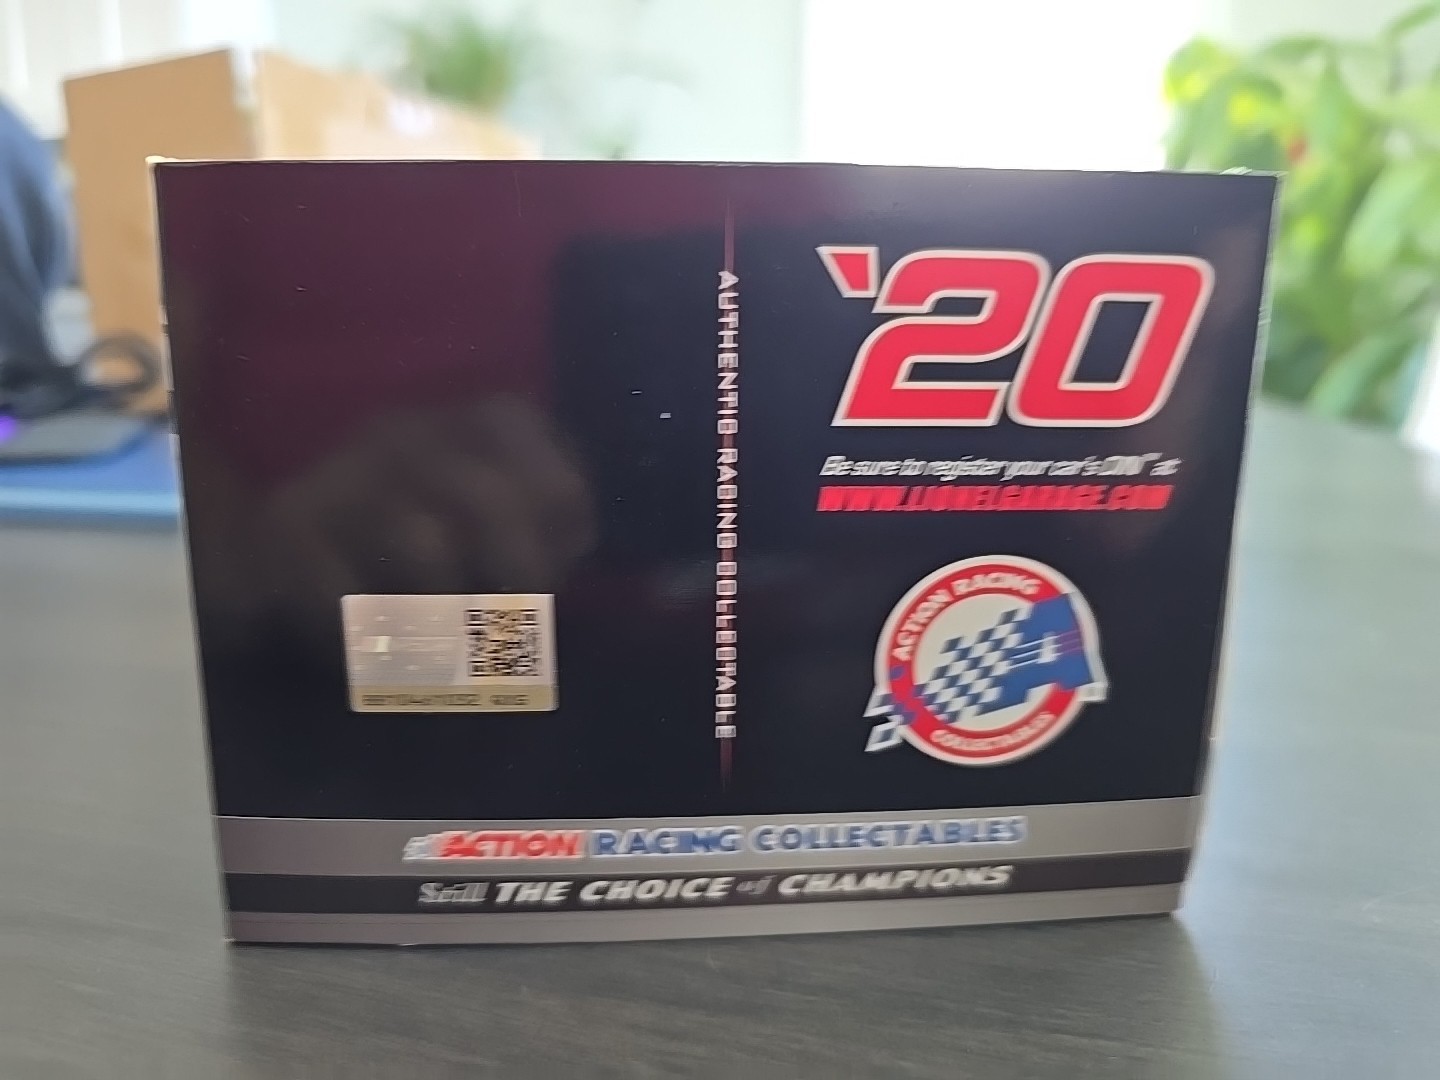 '20
Be sure to register your car's DIN™ at
WWW.LIONELGARAGE.COM
AUTHENTIC RACING COLLECTABLE
ACTION RACING
COLLECTABLES
ACTION RACING COLLECTABLES
Still THE CHOICE of CHAMPIONS